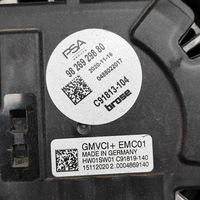 PSA
98 269 298 80
2020-11-16
0488022017
C91813-104
brose
GMVCI+ EMC01
MADE IN GERMANY
HW01SW01 C91819-140
15112020 2 0004869140